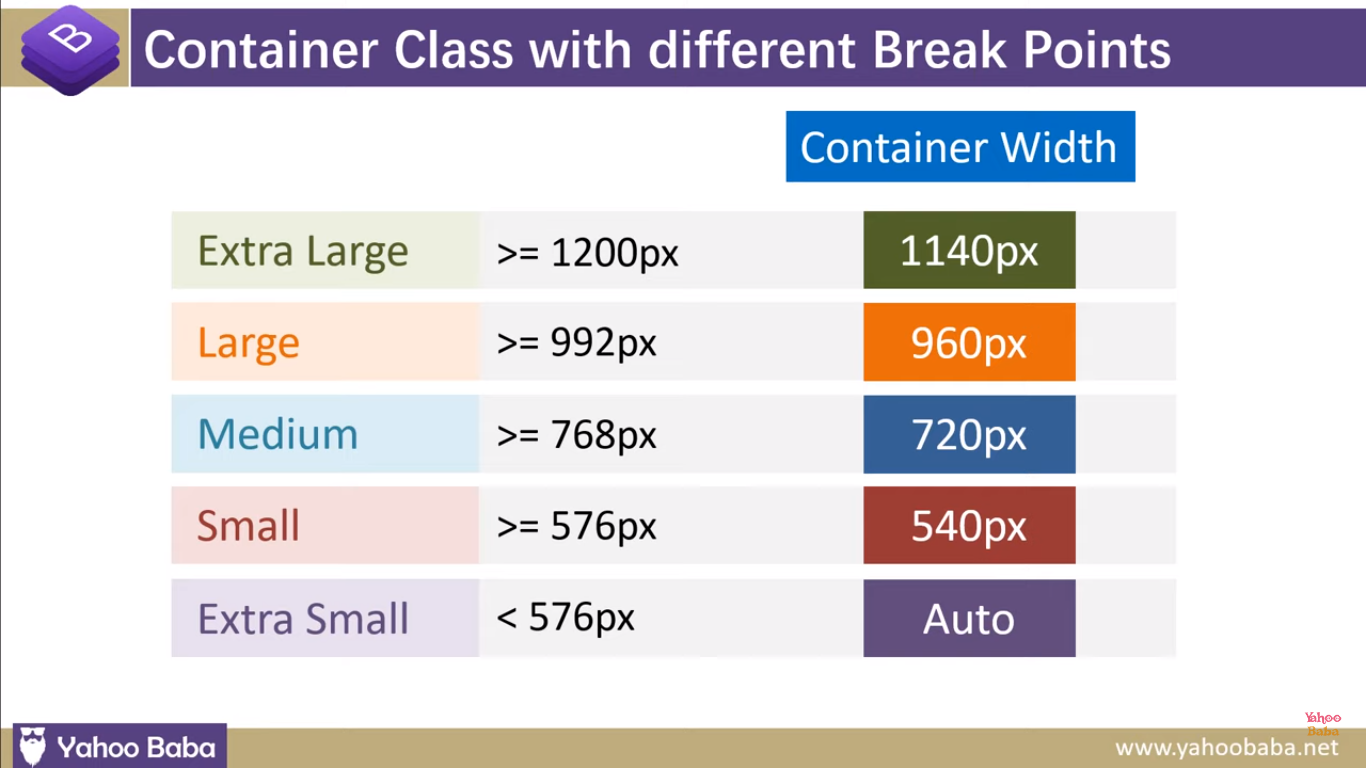 B
Container Class with different Break Points
Container Width
Extra Large >= 1200px 1140px
Large >= 992px 960px
Medium >= 768px 720px
Small >= 576px 540px
Extra Small < 576px Auto
Yahoo
Baba
Yahoo Baba
www.yahoobaba.net